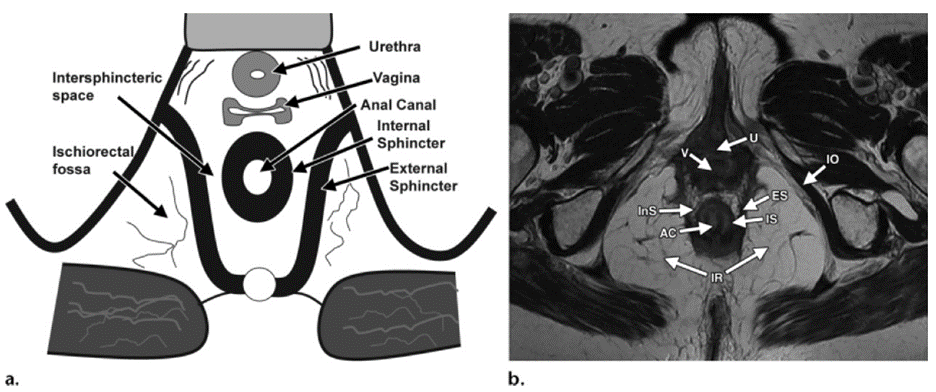 Urethra
Intersphincteric
space
Vagina
Anal Canal
Internal
Sphincter
Ischiorectal
fossa
External
Sphincter
a.
U
V
IO
ES
InS
IS
AC
IR
b.